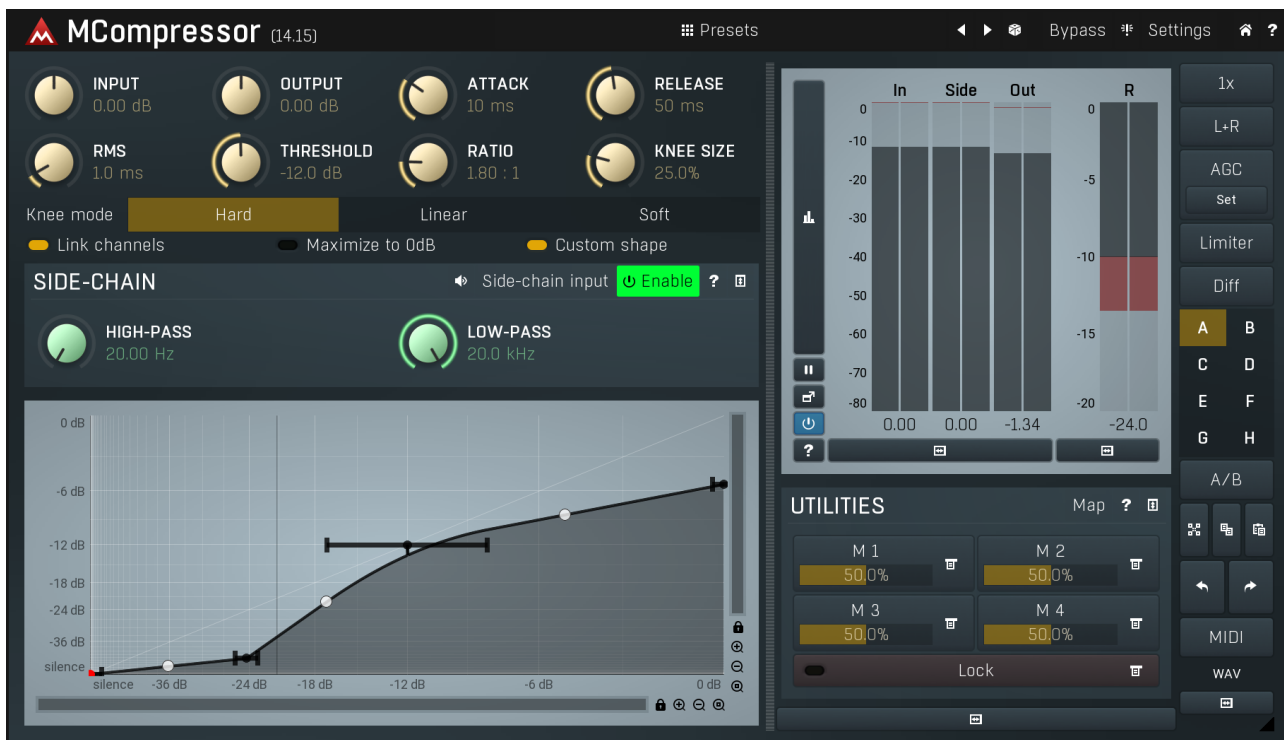 MCompressor (14.15) Presets Bypass Settings ?
INPUT OUTPUT ATTACK RELEASE
0.00 dB 0.00 dB 10 ms 50 ms
RMS THRESHOLD RATIO KNEE SIZE
1.0 ms -12.0 dB 1.80 : 1 25.0%
Knee mode Hard Linear Soft
Link channels Maximize to 0dB Custom shape
SIDE-CHAIN Side-chain input Enable ?
HIGH-PASS LOW-PASS
20.00 Hz 20.0 kHz
0 dB
-6 dB
-12 dB
-18 dB
-24 dB
-36 dB
silence
silence -36 dB -24 dB -18 dB -12 dB -6 dB 0 dB
In Side Out R
0
-10
-20
-30
-40
-50
-60
-70
-80
0
-5
-10
-15
-20
0.00 0.00 -1.34 -24.0
?
UTILITIES Map ?
M 1 M 2
50.0% 50.0%
M 3 M 4
50.0% 50.0%
Lock
1x
L+R
AGC
Set
Limiter
Diff
A B
C D
E F
G H
A/B
MIDI
WAV